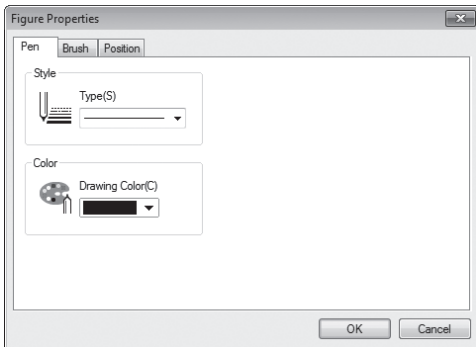 Figure Properties
Pen Brush Position
Style
Type(S)
Color
Drawing Color(C)
OK Cancel